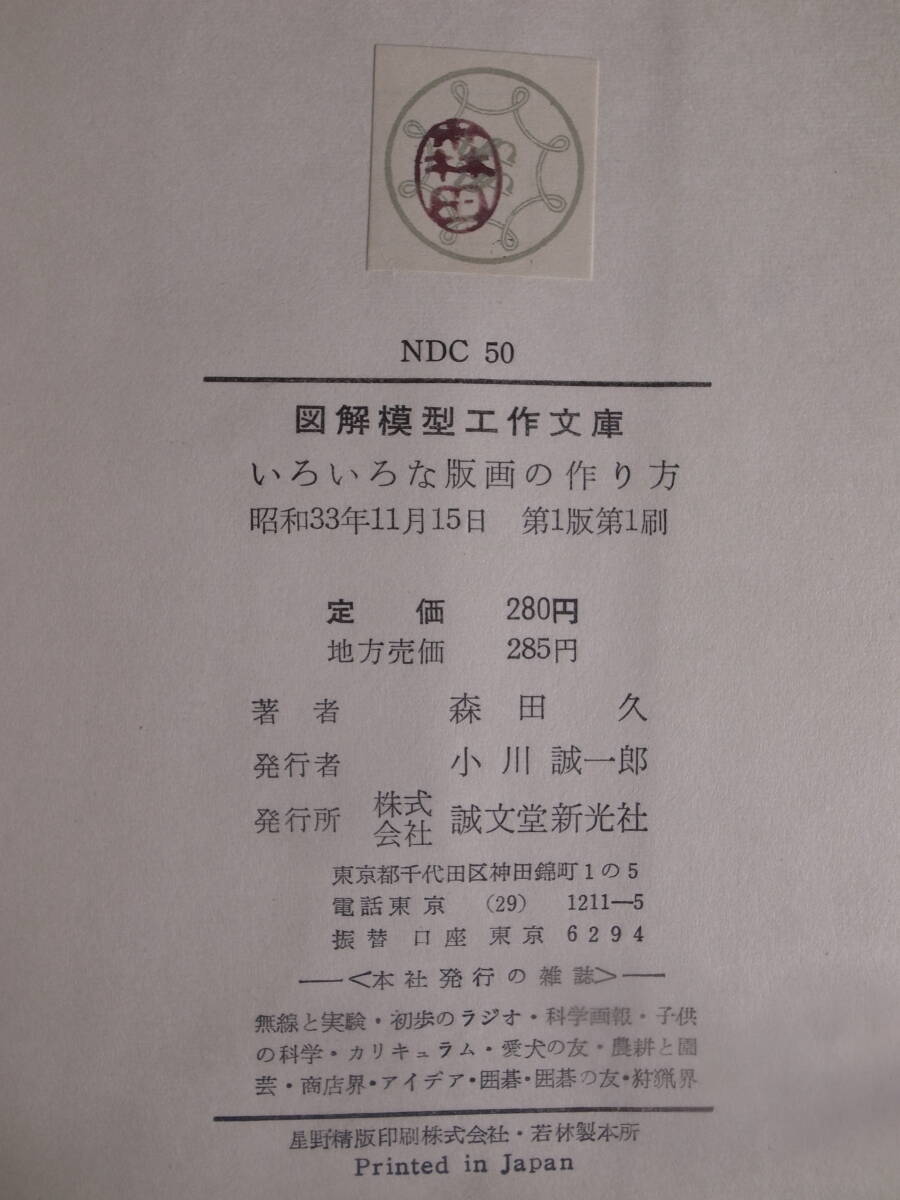 森田
NDC 50
図解模型工作文庫
いろいろな版画の作り方
昭和33年11月15日 第1版第1刷
定価 280円
地方売価 285円
著者 森田久
発行者 小川誠一郎
発行所 株式会社 誠文堂新光社
東京都千代田区神田錦町1の5
電話東京 (29) 1211—5
振替口座東京 6294
—<本社発行の雑誌>—
無線と実験・初歩のラジオ・科学画報・子供
の科学・カリキュラム・愛犬の友・農耕と園
芸・商店界・アイデア・囲碁・囲碁の友・狩猟界
星野精版印刷株式会社・若林製本所
Printed in Japan